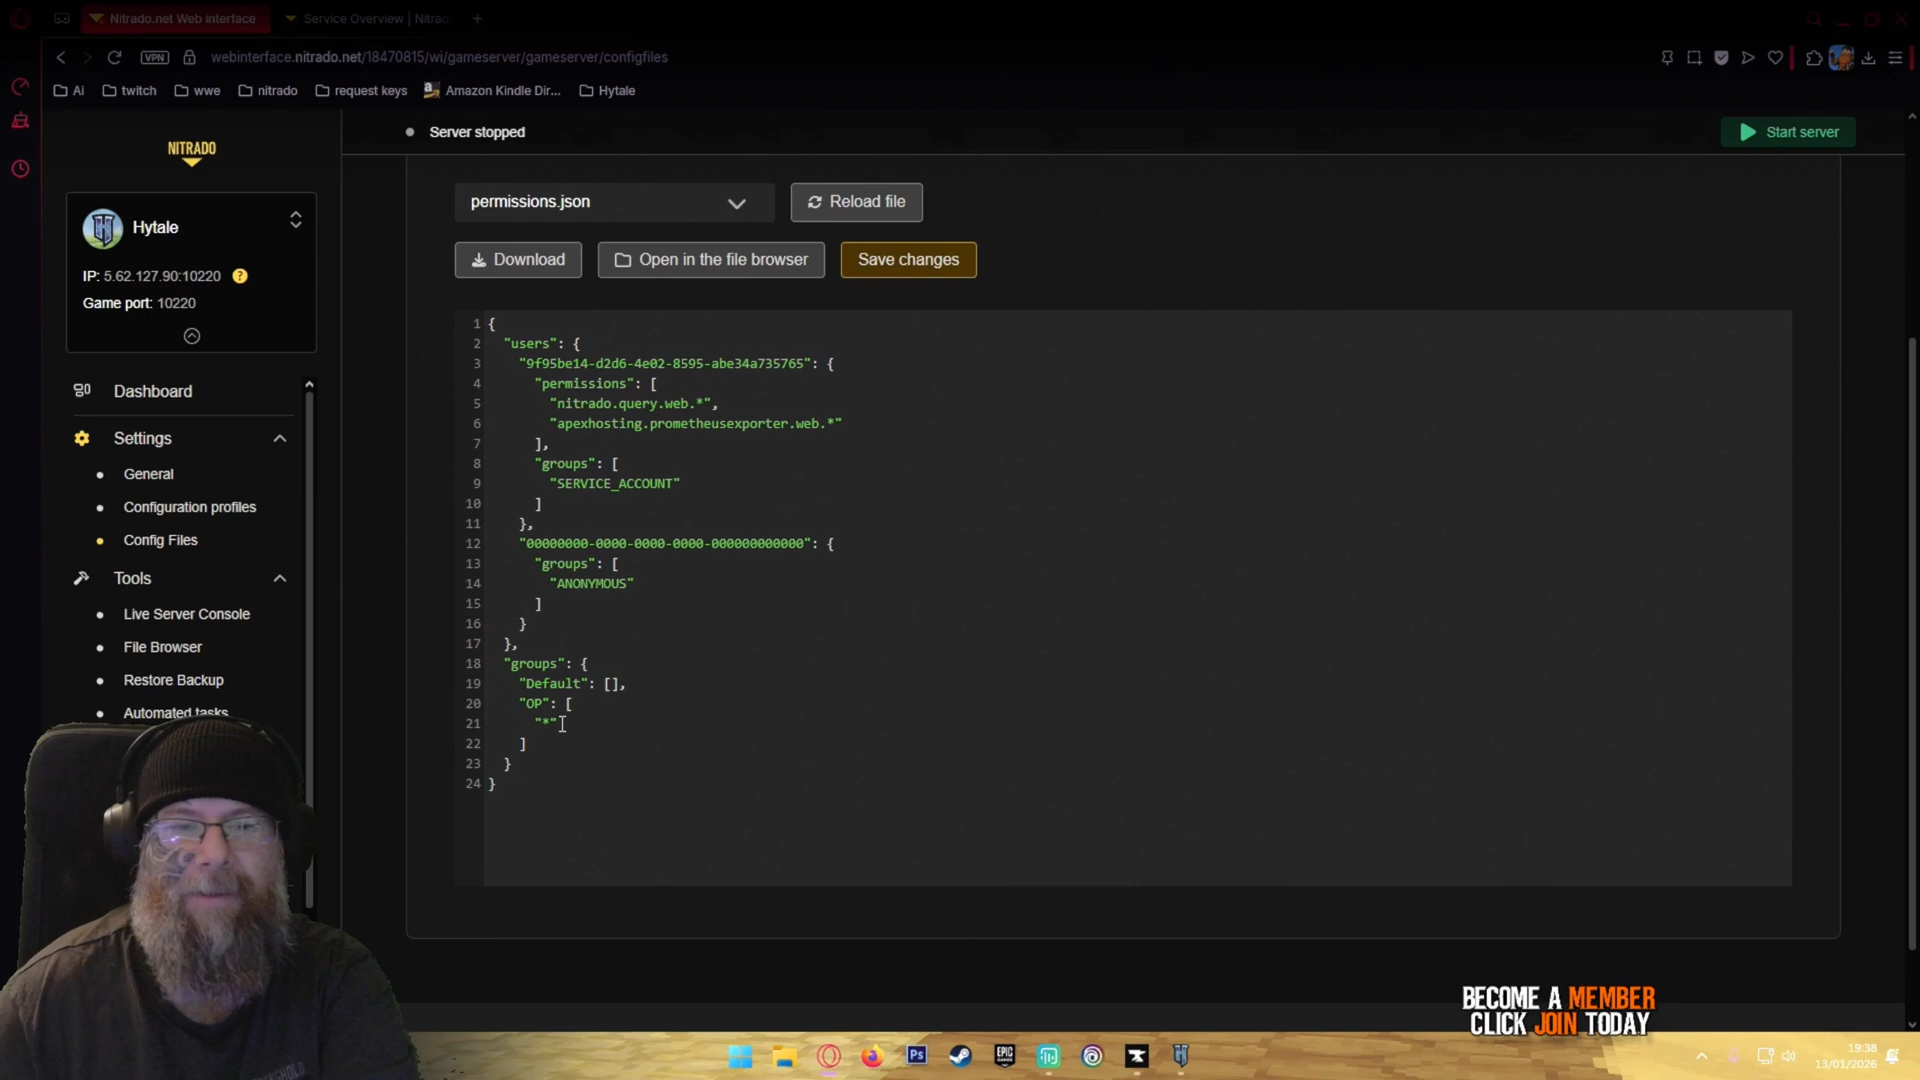 Nitrado.net Web interface
Service Overview | Nitrado
VPN
webinterface.nitrado.net/18470815/wi/gameserver/gameserver/configfiles
Ai
twitch
wwe
nitrado
request keys
Amazon Kindle Dir...
Hytale
NITRADO
Server stopped
Start server
Hytale
IP: 5.62.127.90:10220 ?
Game port: 10220
Dashboard
Settings
General
Configuration profiles
Config Files
Tools
Live Server Console
File Browser
Restore Backup
Automated tasks
permissions.json
Reload file
Download
Open in the file browser
Save changes
1 {
2 "users": {
3 "9f95be14-d2d6-4e02-8595-abe34a735765": {
4 "permissions": [
5 "nitrado.query.web.*",
6 "apexhosting.prometheusexporter.web.*"
7 ],
8 "groups": [
9 "SERVICE_ACCOUNT"
10 ]
11 },
12 "00000000-0000-0000-0000-000000000000": {
13 "groups": [
14 "ANONYMOUS"
15 ]
16 }
17 },
18 "groups": {
19 "Default": [],
20 "OP": [
21 "*"
22 ]
23 }
24 }
BECOME A MEMBER
CLICK JOIN TODAY
Ps
EPIC
19:38
13/01/2026